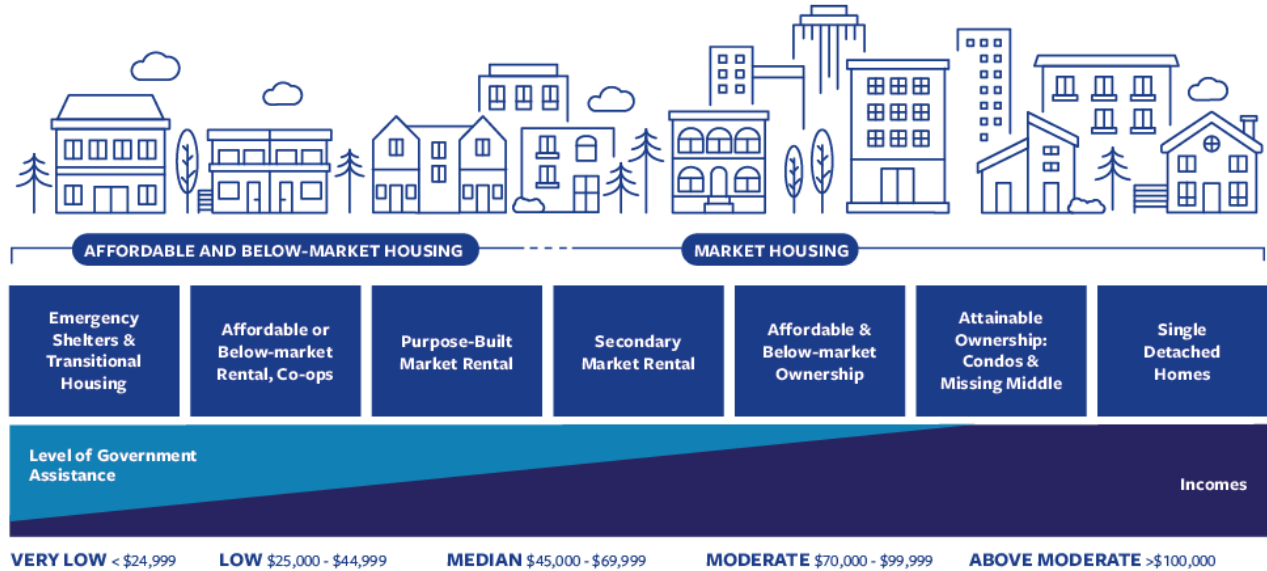 AFFORDABLE AND BELOW-MARKET HOUSING
MARKET HOUSING
Emergency
Shelters &
Transitional
Housing
Affordable or
Below-market
Rental, Co-ops
Purpose-Built
Market Rental
Secondary
Market Rental
Affordable &
Below-market
Ownership
Attainable
Ownership:
Condos &
Missing Middle
Single
Detached
Homes
Level of Government
Assistance
Incomes
VERY LOW < $24,999
LOW $25,000 - $44,999
MEDIAN $45,000 - $69,999
MODERATE $70,000 - $99,999
ABOVE MODERATE >$100,000